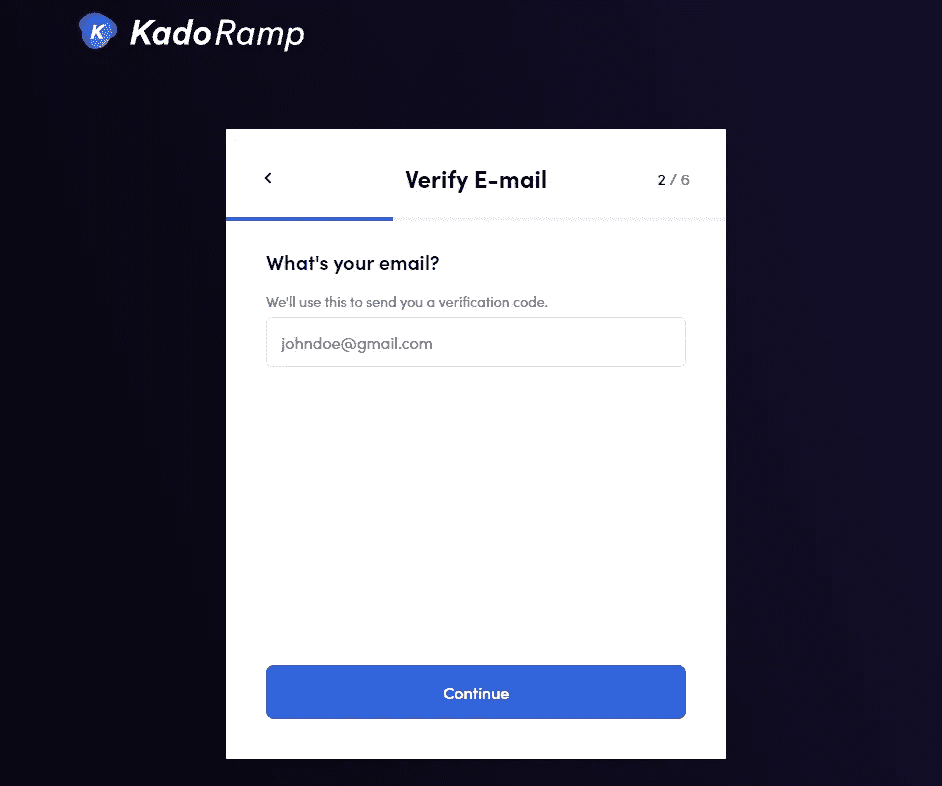 K KadoRamp
Verify E-mail
2 / 6
What's your email?
We'll use this to send you a verification code.
johndoe@gmail.com
Continue